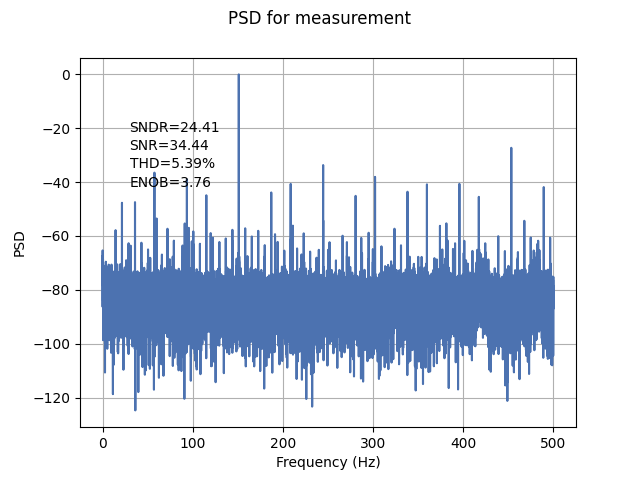 PSD for measurement
0
−20
−40
−60
−80
−100
−120
PSD
SNDR=24.41
SNR=34.44
THD=5.39%
ENOB=3.76
0
100
200
300
400
500
Frequency (Hz)